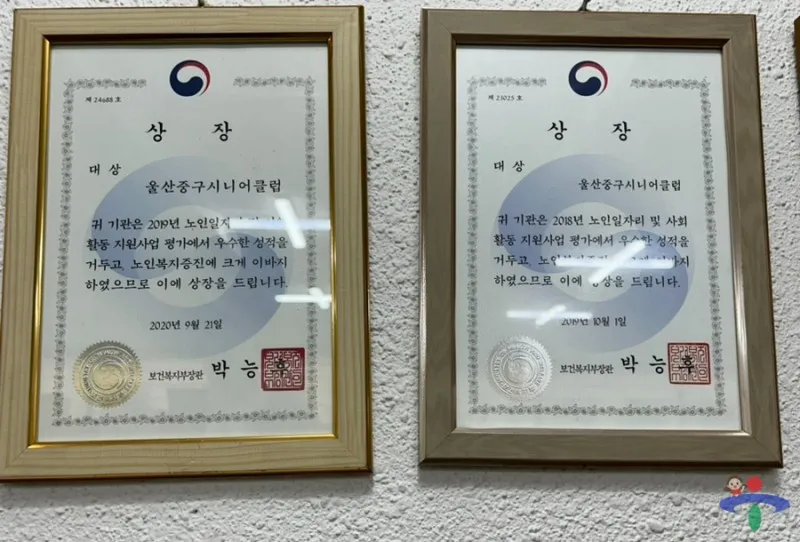 제 24688 호
상 장
대 상
울산중구시니어클럽
귀 기관은 2019년 노인일자
활동 지원사업 평가에서 우수한 성적을
거두고, 노인복지증진에 크게 이바지
하였으므로 이에 상장을 드립니다.
2020년 9월 21일
보건복지부장관 박 능 후
제 23025 호
상 장
대 상
울산중구시니어클럽
귀 기관은 2018년 노인일자리 및 사회
활동 지원사업 평가에서 우수한 성적을
거두고, 이바지
하였으므로 이에 상장을 드립니다.
2019년 10월 1일
보건복지부장관 박 능 후